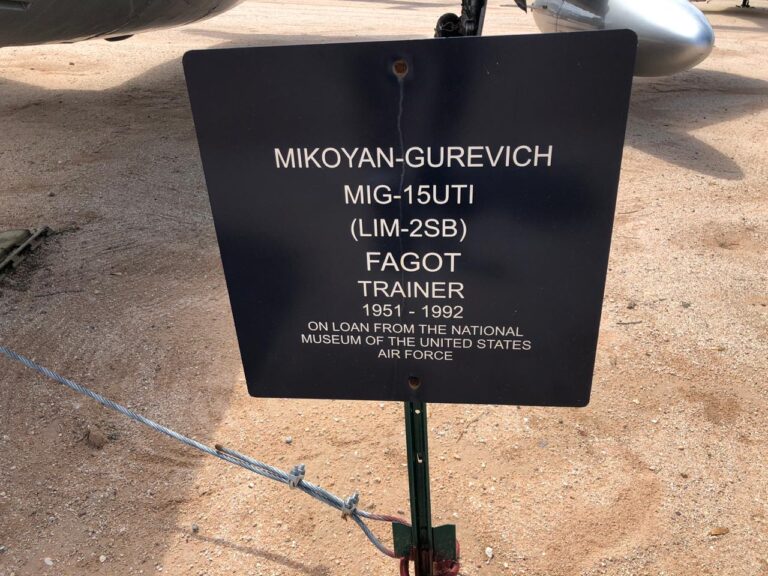 MIKOYAN-GUREVICH
MIG-15UTI
(LIM-2SB)
FAGOT
TRAINER
1951 - 1992
ON LOAN FROM THE NATIONAL
MUSEUM OF THE UNITED STATES
AIR FORCE